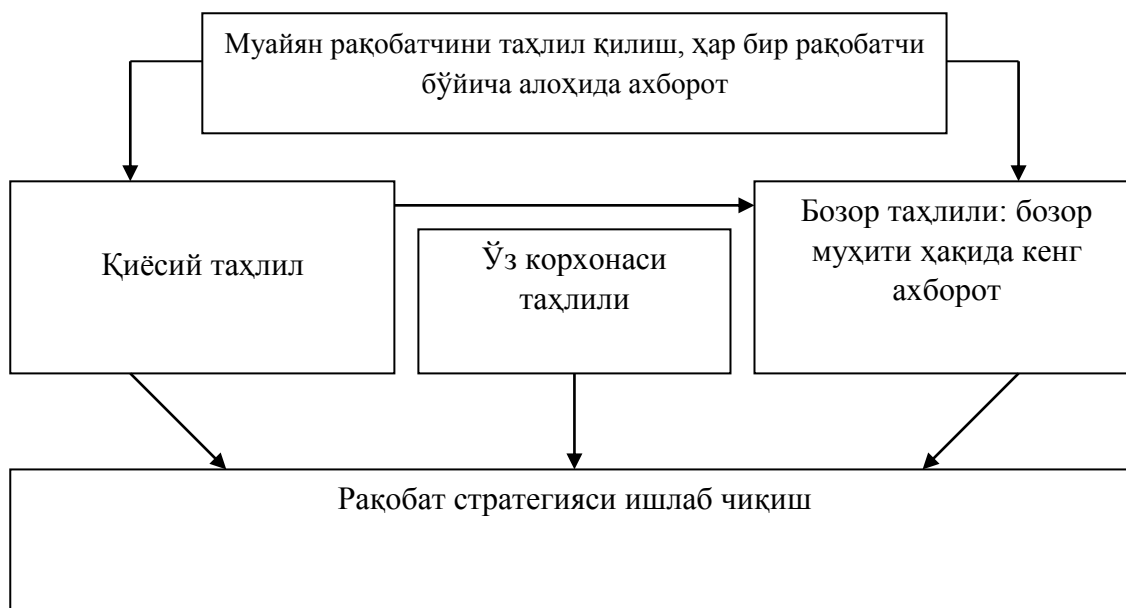 Муайян рақобатчини таҳлил қилиш, ҳар бир рақобатчи
бўйича алоҳида ахборот
Қиёсий таҳлил
Ўз корхонаси
таҳлили
Бозор таҳлили: бозор
муҳити ҳақида кенг
ахборот
Рақобат стратегияси ишлаб чиқиш